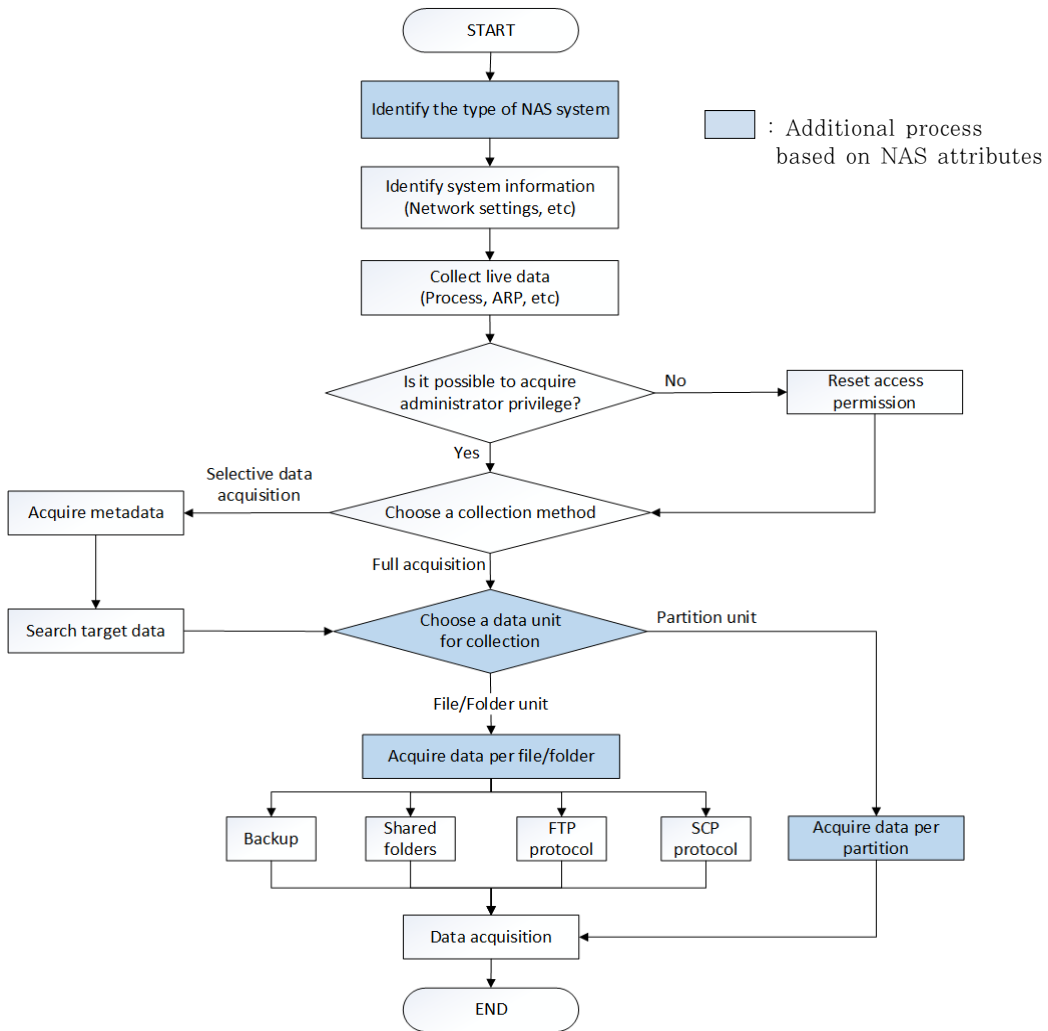 START
Identify the type of NAS system
: Additional process
based on NAS attributes
Identify system information
(Network settings, etc)
Collect live data
(Process, ARP, etc)
Is it possible to acquire
administrator privilege?
No
Reset access
permission
Yes
Selective data
acquisition
Acquire metadata
Choose a collection method
Full acquisition
Search target data
Choose a data unit
for collection
Partition unit
File/Folder unit
Acquire data per file/folder
Backup
Shared
folders
FTP
protocol
SCP
protocol
Acquire data per
partition
Data acquisition
END